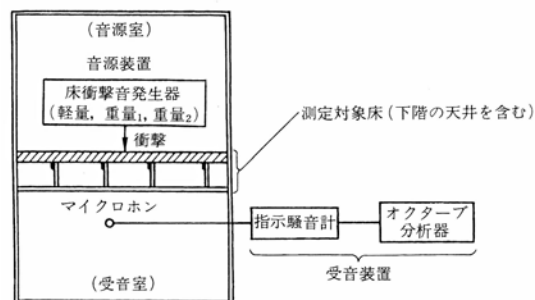 (音源室)
音源装置
床衝撃音発生器
(軽量, 重量₁, 重量₂)
衝撃
測定対象床(下階の天井を含む)
マイクロホン
指示騒音計
オクターブ
分析器
受音装置
(受音室)